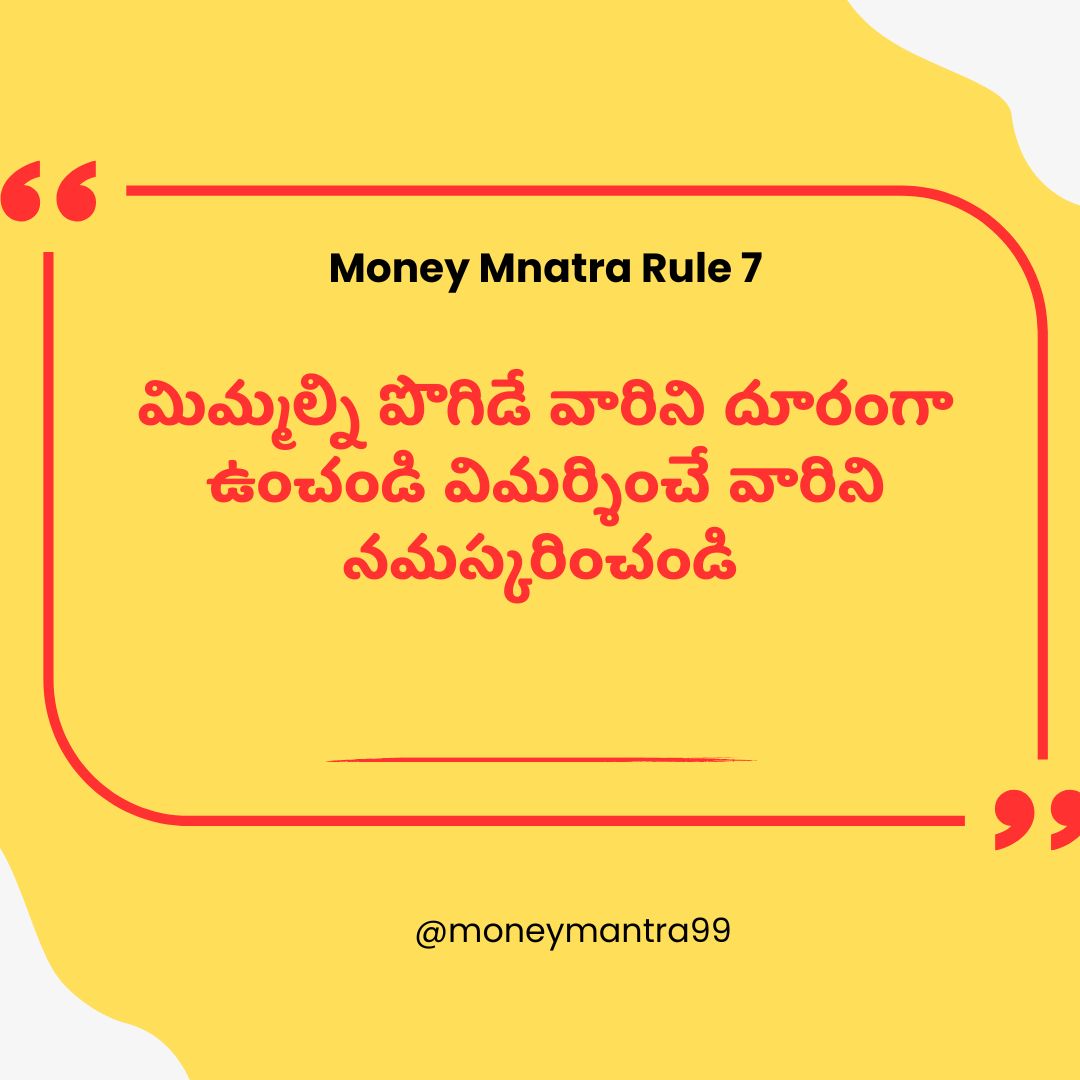 Money Mnatra Rule 7
మిమ్మల్ని పొగిడే వారిని దూరంగా
ఉంచండి విమర్శించే వారిని
నమస్కరించండి
@moneymantra99